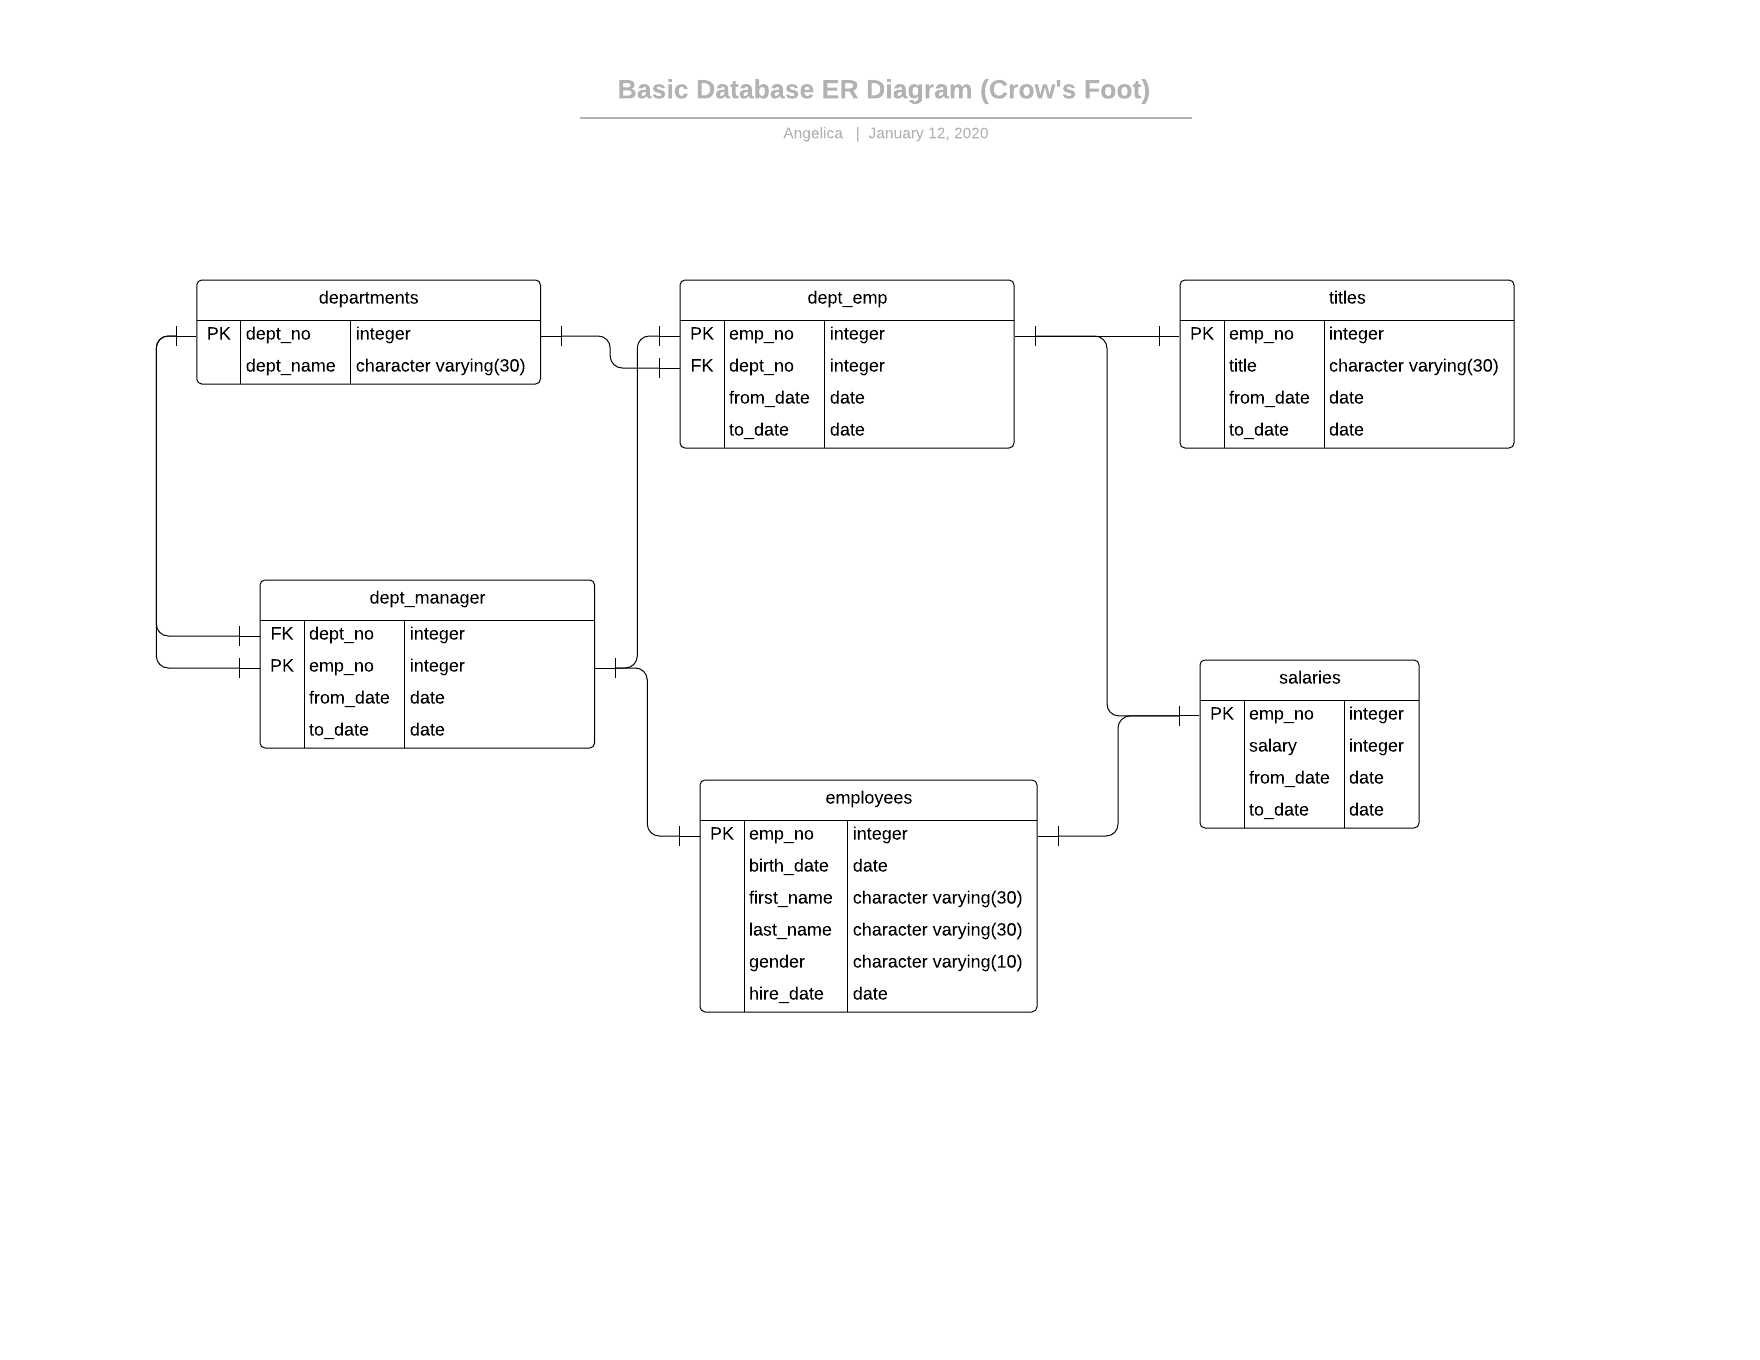 Basic Database ER Diagram (Crow's Foot)
Angelica | January 12, 2020
departments
PK dept_no integer
dept_name character varying(30)
dept_emp
PK emp_no integer
FK dept_no integer
from_date date
to_date date
titles
PK emp_no integer
title character varying(30)
from_date date
to_date date
dept_manager
FK dept_no integer
PK emp_no integer
from_date date
to_date date
salaries
PK emp_no integer
salary integer
from_date date
to_date date
employees
PK emp_no integer
birth_date date
first_name character varying(30)
last_name character varying(30)
gender character varying(10)
hire_date date